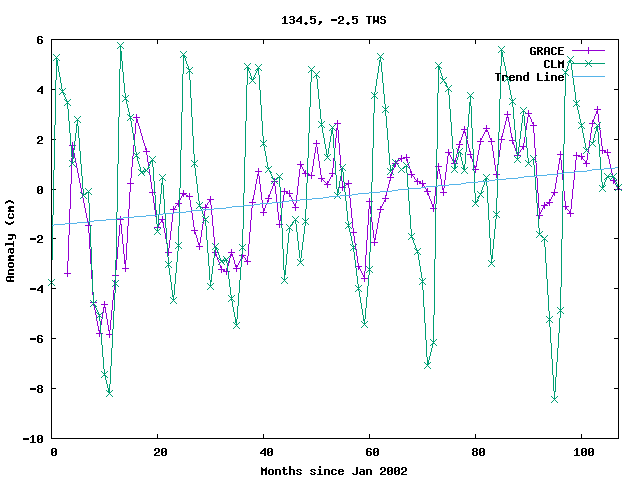 134.5, -2.5 TWS
GRACE
CLM
Trend Line
6
4
2
0
-2
-4
-6
-8
-10
Anomaly (cm)
0 20 40 60 80 100
Months since Jan 2002